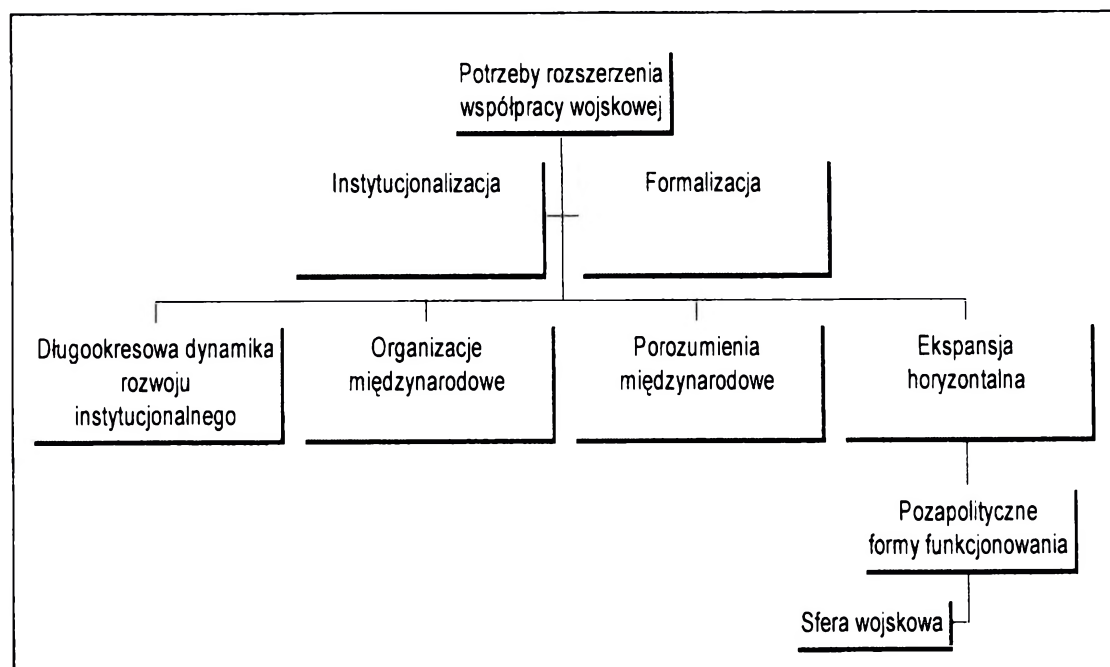 Potrzeby rozszerzenia
współpracy wojskowej
Instytucjonalizacja
Formalizacja
Długookresowa dynamika
rozwoju
instytucjonalnego
Organizacje
międzynarodowe
Porozumienia
międzynarodowe
Ekspansja
horyzontalna
Pozapolityczne
formy funkcjonowania
Sfera wojskowa